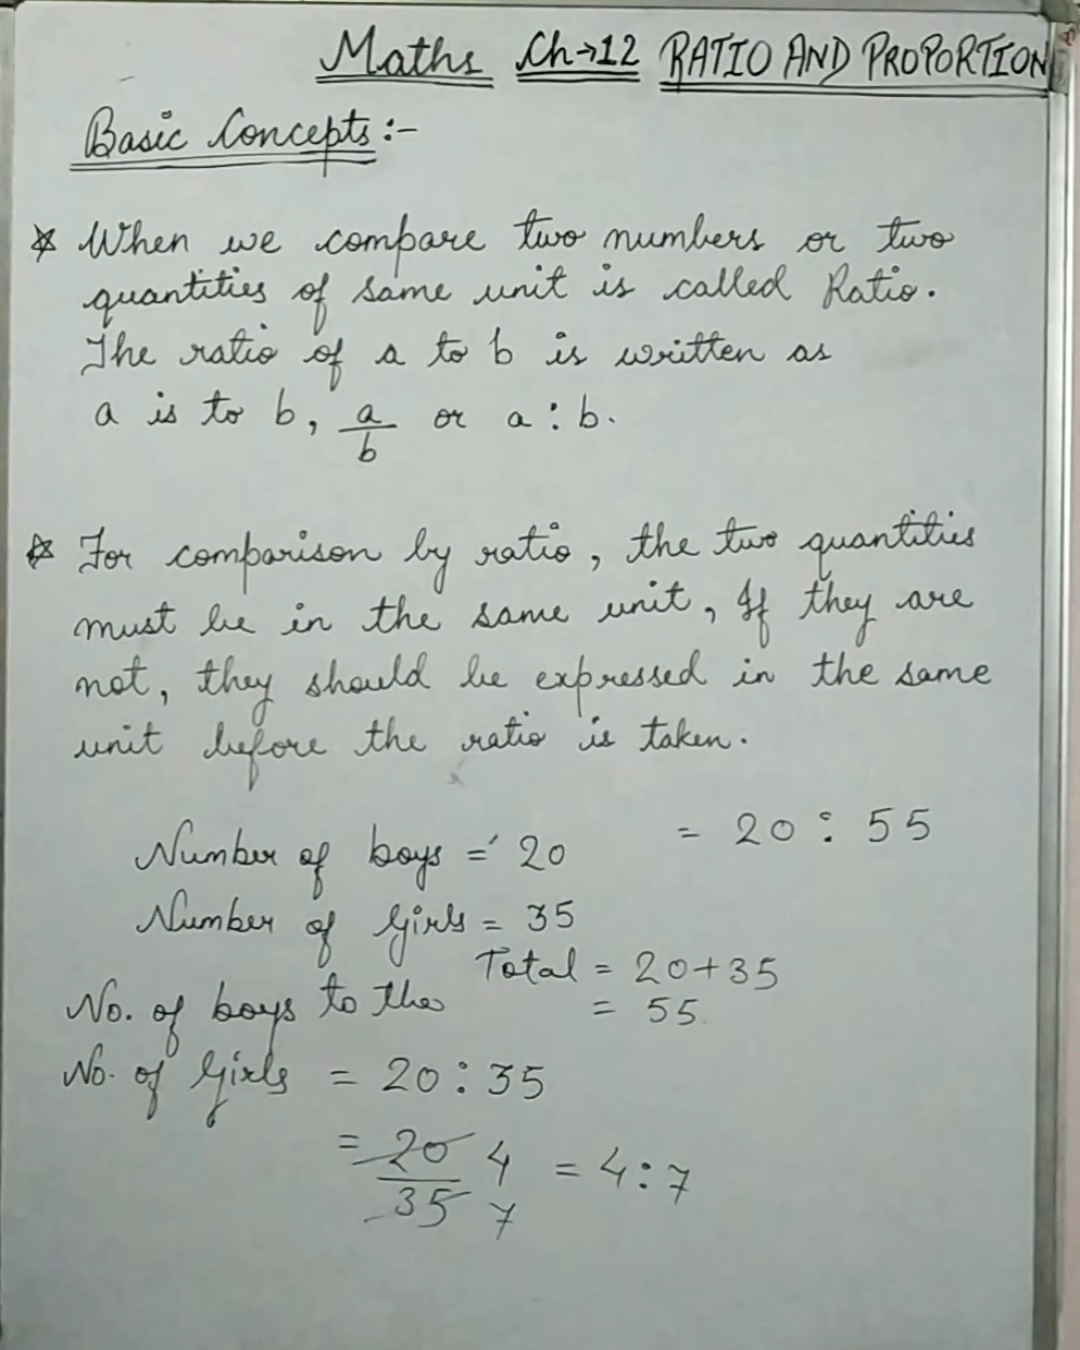 Maths Ch→12 RATIO AND PROPORTION
Basic Concepts:-
☆ When we compare two numbers or two
quantities of same unit is called Ratio.
The ratio of a to b is written as
a is to b, a/b or a : b.
☆ For comparison by ratio, the two quantities
must be in the same unit, If they are
not, they should be expressed in the same
unit before the ratio is taken.
Number of boys = 20
= 20 : 55
Number of Girls = 35
Total = 20+35
= 55
No. of boys to the
No. of Girls = 20 : 35
= 20/35 4/7 = 4 : 7